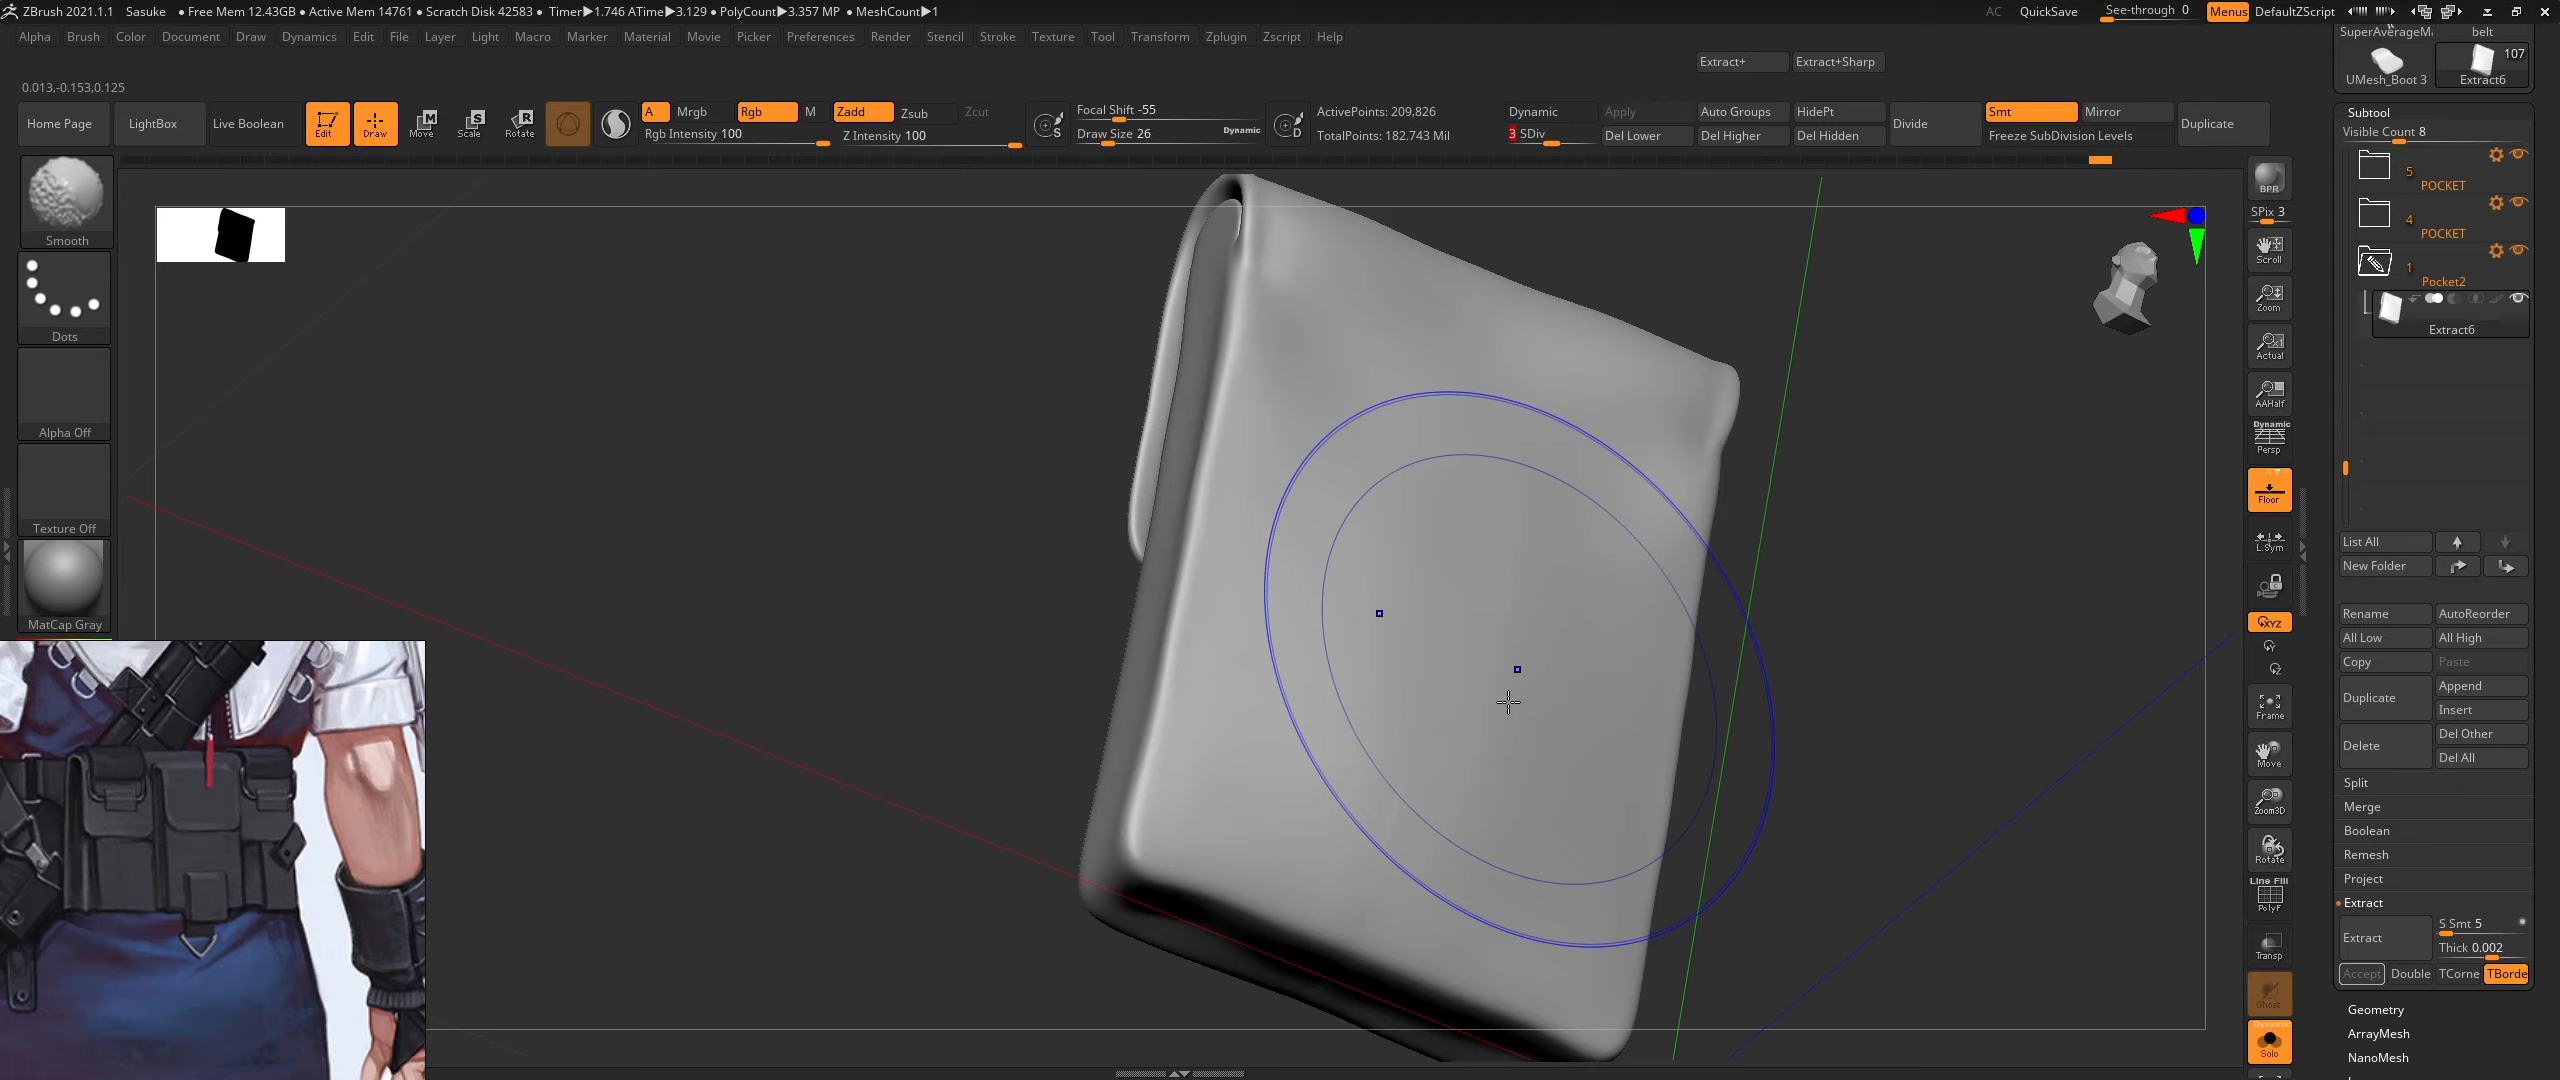 ZBrush 2021.1.1 Sasuke ● Free Mem 12.43GB ● Active Mem 14761 ● Scratch Disk 42583 ● Timer▶1.746 ATime▶3.129 ● PolyCount▶3.357 MP ● MeshCount▶1
AC QuickSave See-through 0 Menus DefaultZScript
Alpha Brush Color Document Draw Dynamics Edit File Layer Light Macro Marker Material Movie Picker Preferences Render Stencil Stroke Texture Tool Transform Zplugin Zscript Help
belt
Extract+ Extract+Sharp
107
UMesh_Boot 3 Extract6
0.013,-0.153,0.125
Home Page LightBox Live Boolean Edit Draw Move Scale Rotate
A Mrgb Rgb M Zadd Zsub Zcut
Rgb Intensity 100 Z Intensity 100
S Focal Shift -55
Draw Size 26 Dynamic
D ActivePoints: 209,826
TotalPoints: 182.743 Mil
Dynamic Apply Auto Groups HidePt
3 SDiv Del Lower Del Higher Del Hidden
Divide Smt Mirror
Freeze SubDivision Levels
Duplicate
Smooth
Dots
Alpha Off
Texture Off
MatCap Gray
BPR
SPix 3
Scroll
Zoom
Actual
AAHalf
Dynamic
Persp
Floor
L.Sym
XYZ
Y
Z
Frame
Move
Zoom3D
Rotate
Line Fill
PolyF
Transp
Ghost
Dynamic
Solo
Subtool
Visible Count 8
5
POCKET
4
POCKET
1
Pocket2
Extract6
List All
New Folder
Rename AutoReorder
All Low All High
Copy Paste
Duplicate Append
Insert
Delete Del Other
Del All
Split
Merge
Boolean
Remesh
Project
Extract
Extract S Smt 5
Thick 0.002
Accept Double TCorne TBorde
Geometry
ArrayMesh
NanoMesh